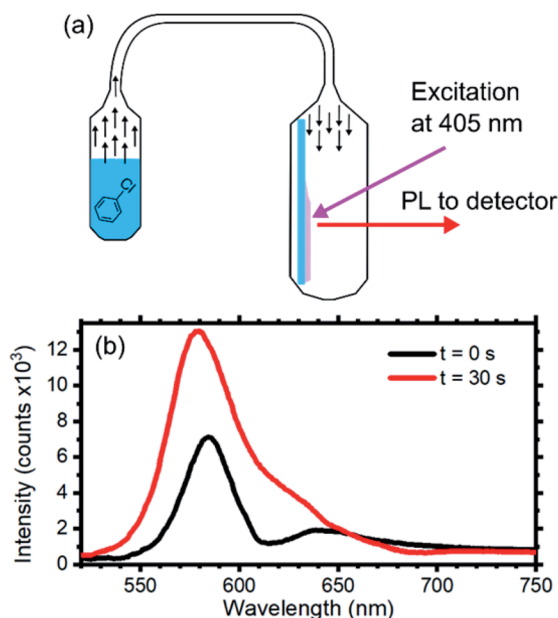 (a)
Cl
Excitation
at 405 nm
PL to detector
(b)
t = 0 s
t = 30 s
Intensity (counts x10³)
12
10
8
6
4
2
0
550 600 650 700 750
Wavelength (nm)